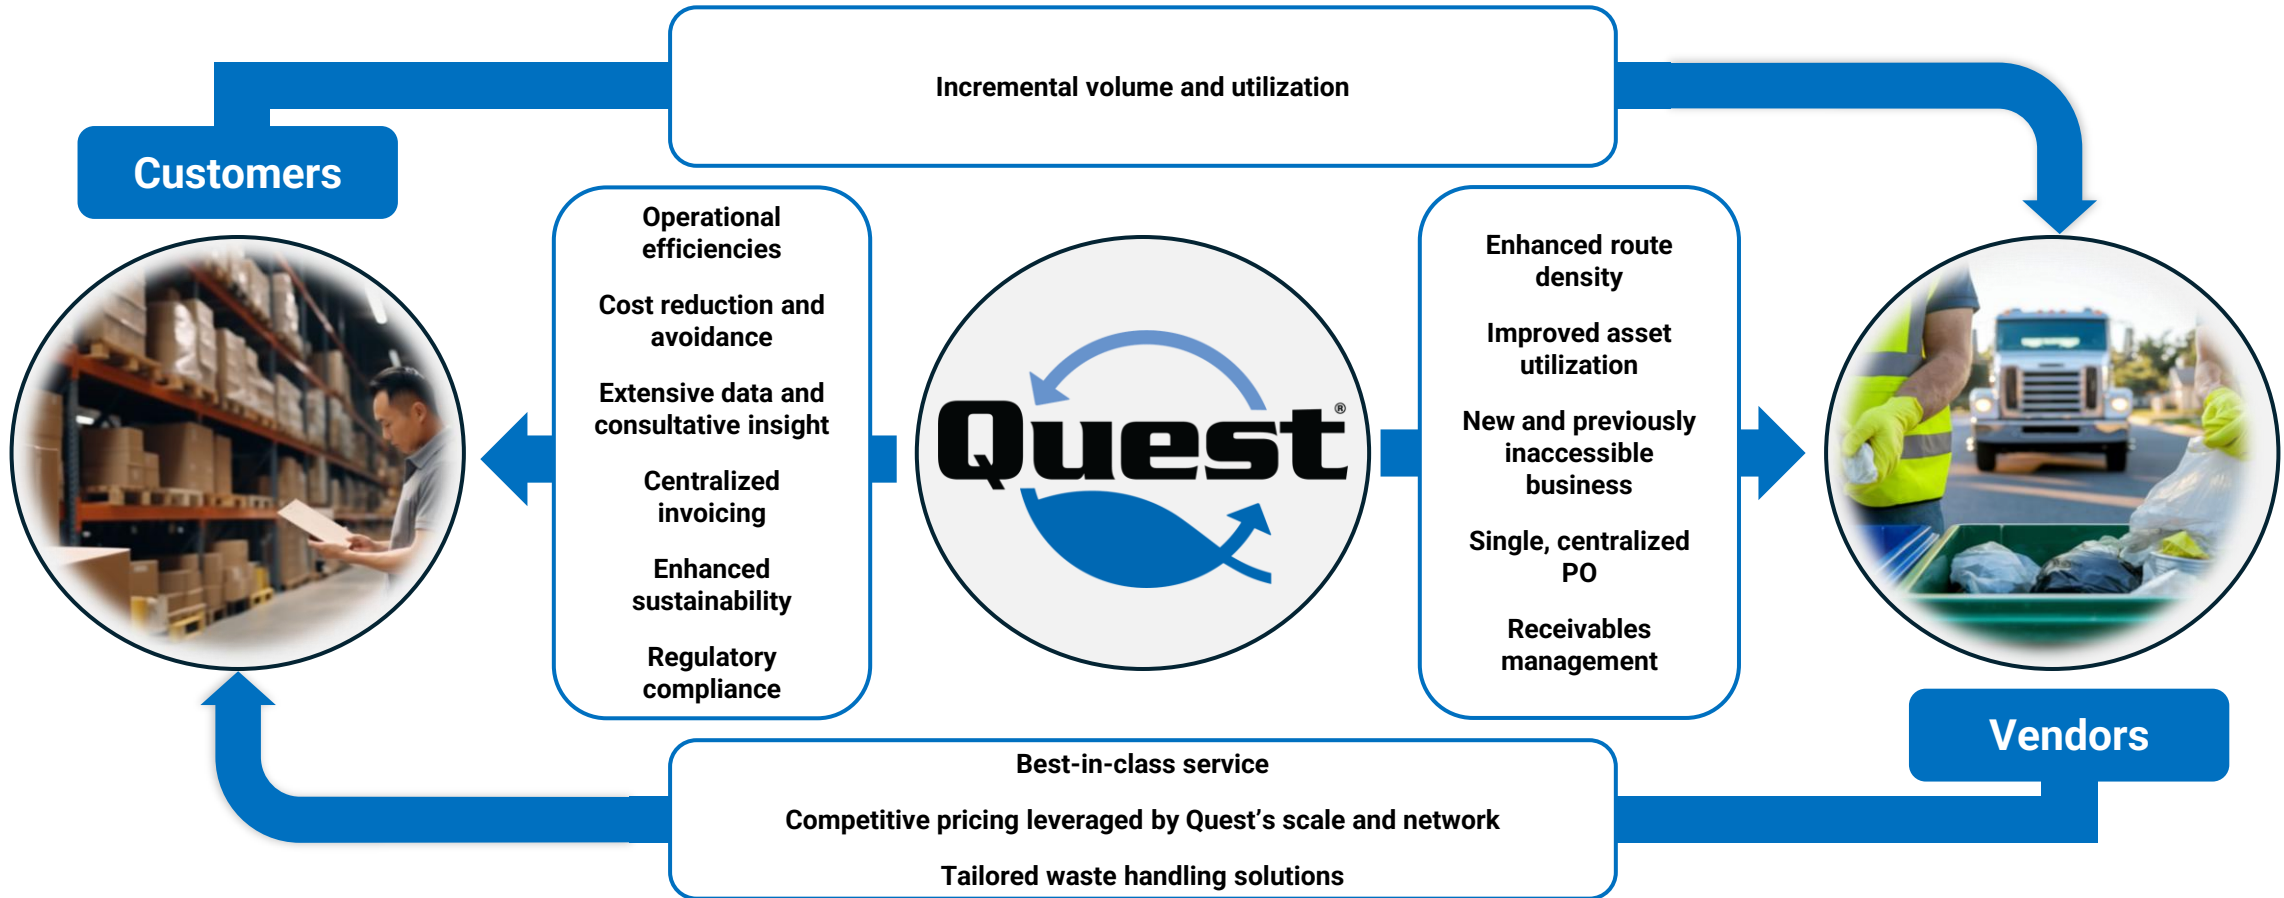 Incremental volume and utilization
Customers
Operational
efficiencies
Cost reduction and
avoidance
Extensive data and
consultative insight
Centralized
invoicing
Enhanced
sustainability
Regulatory
compliance
Quest®
Enhanced route
density
Improved asset
utilization
New and previously
inaccessible
business
Single, centralized
PO
Receivables
management
Vendors
Best-in-class service
Competitive pricing leveraged by Quest’s scale and network
Tailored waste handling solutions